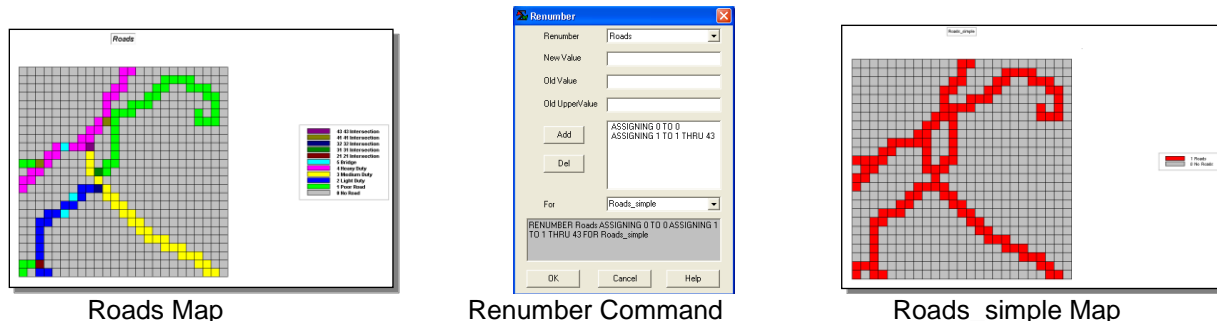 Roads
43 43 Intersection
41 41 Intersection
32 32 Intersection
31 31 Intersection
21 21 Intersection
5 Bridge
4 Heavy Duty
3 Medium Duty
2 Light Duty
1 Poor Road
0 No Road
Roads Map
Renumber
Renumber Roads
New Value
Old Value
Old UpperValue
Add
Del
ASSIGNING 0 TO 0
ASSIGNING 1 TO 1 THRU 43
For Roads_simple
RENUMBER Roads ASSIGNING 0 TO 0 ASSIGNING 1
TO 1 THRU 43 FOR Roads_simple
OK Cancel Help
Renumber Command
Roads_simple
1 Roads
0 No Roads
Roads_simple Map